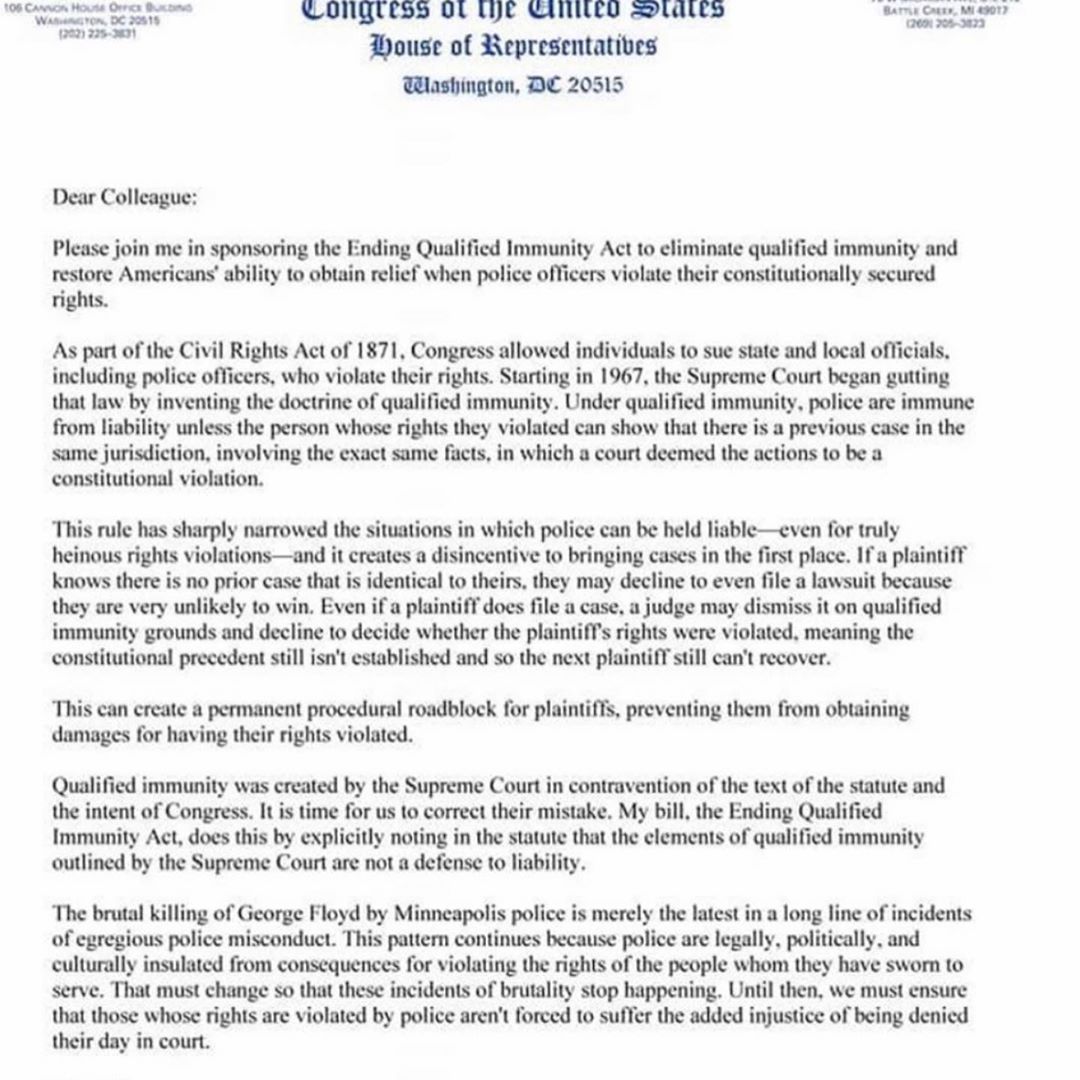 106 CANNON HOUSE OFFICE BUILDING
WASHINGTON, DC 20515
(202) 225-3831
Congress of the United States
House of Representatives
Washington, DC 20515
BATTLE CREEK, MI 49017
(269) 205-3823
Dear Colleague:
Please join me in sponsoring the Ending Qualified Immunity Act to eliminate qualified immunity and
restore Americans' ability to obtain relief when police officers violate their constitutionally secured
rights.
As part of the Civil Rights Act of 1871, Congress allowed individuals to sue state and local officials,
including police officers, who violate their rights. Starting in 1967, the Supreme Court began gutting
that law by inventing the doctrine of qualified immunity. Under qualified immunity, police are immune
from liability unless the person whose rights they violated can show that there is a previous case in the
same jurisdiction, involving the exact same facts, in which a court deemed the actions to be a
constitutional violation.
This rule has sharply narrowed the situations in which police can be held liable—even for truly
heinous rights violations—and it creates a disincentive to bringing cases in the first place. If a plaintiff
knows there is no prior case that is identical to theirs, they may decline to even file a lawsuit because
they are very unlikely to win. Even if a plaintiff does file a case, a judge may dismiss it on qualified
immunity grounds and decline to decide whether the plaintiff's rights were violated, meaning the
constitutional precedent still isn't established and so the next plaintiff still can't recover.
This can create a permanent procedural roadblock for plaintiffs, preventing them from obtaining
damages for having their rights violated.
Qualified immunity was created by the Supreme Court in contravention of the text of the statute and
the intent of Congress. It is time for us to correct their mistake. My bill, the Ending Qualified
Immunity Act, does this by explicitly noting in the statute that the elements of qualified immunity
outlined by the Supreme Court are not a defense to liability.
The brutal killing of George Floyd by Minneapolis police is merely the latest in a long line of incidents
of egregious police misconduct. This pattern continues because police are legally, politically, and
culturally insulated from consequences for violating the rights of the people whom they have sworn to
serve. That must change so that these incidents of brutality stop happening. Until then, we must ensure
that those whose rights are violated by police aren't forced to suffer the added injustice of being denied
their day in court.